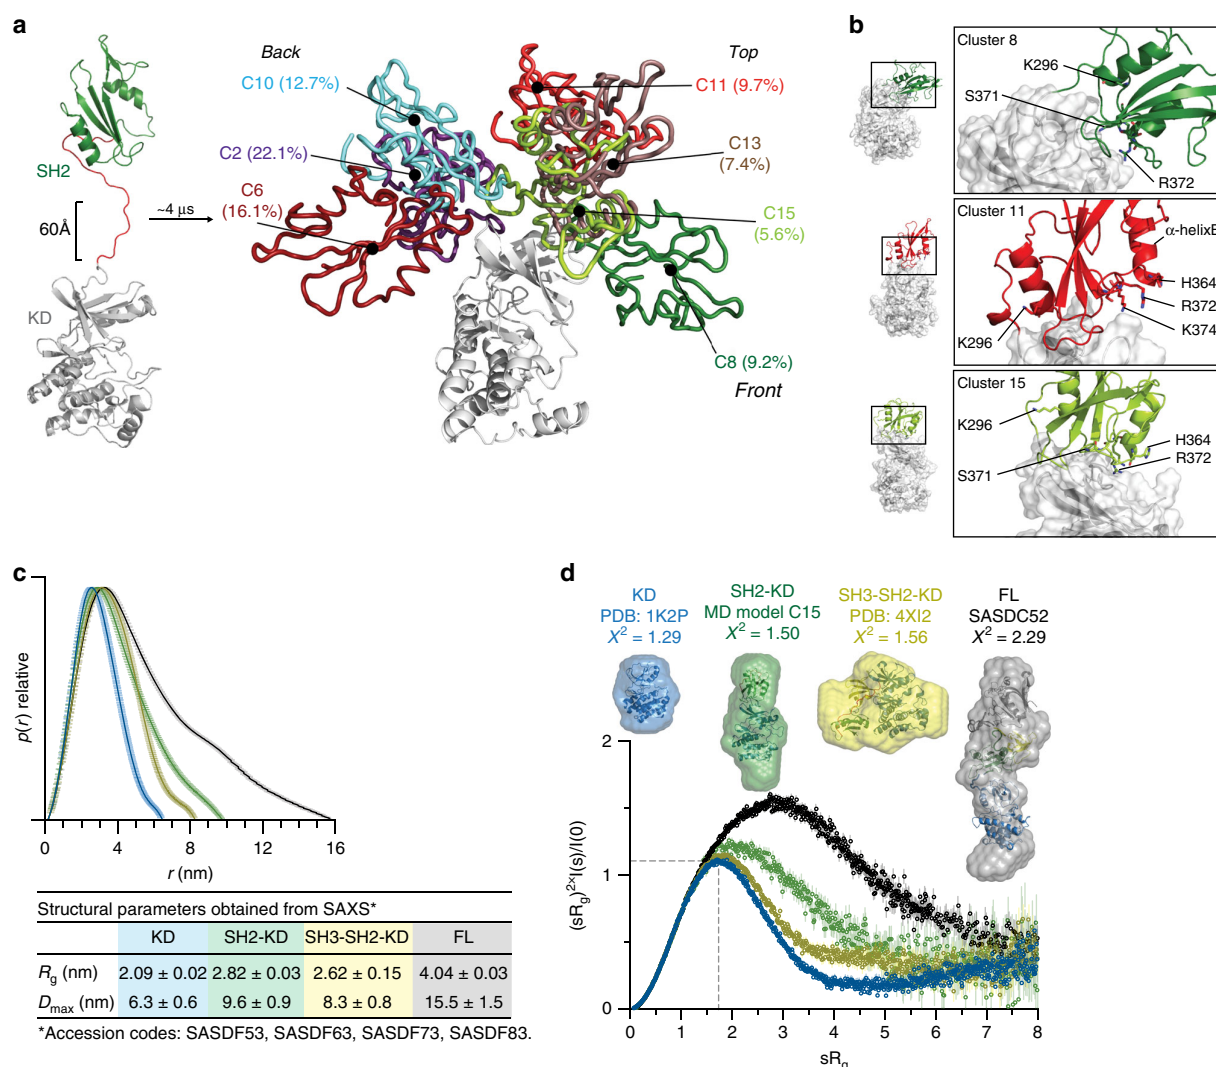 a
SH2
60Å
KD
~4 µs
Back
C10 (12.7%)
C2 (22.1%)
C6
(16.1%)
Top
C11 (9.7%)
C13
(7.4%)
C15
(5.6%)
C8 (9.2%)
Front
b
Cluster 8
K296
S371
R372
Cluster 11
α-helixB
H364
R372
K374
K296
Cluster 15
K296
H364
R372
S371
c
p(r) relative
0 4 8 12 16
r (nm)
Structural parameters obtained from SAXS*
KD SH2-KD SH3-SH2-KD FL
Rg (nm) 2.09 ± 0.02 2.82 ± 0.03 2.62 ± 0.15 4.04 ± 0.03
Dmax (nm) 6.3 ± 0.6 9.6 ± 0.9 8.3 ± 0.8 15.5 ± 1.5
*Accession codes: SASDF53, SASDF63, SASDF73, SASDF83.
d
KD
PDB: 1K2P
X² = 1.29
SH2-KD
MD model C15
X² = 1.50
SH3-SH2-KD
PDB: 4XI2
X² = 1.56
FL
SASDC52
X² = 2.29
(sRg)²ˣI(s)/I(0)
2
1
0
0 1 2 3 4 5 6 7 8
sRg